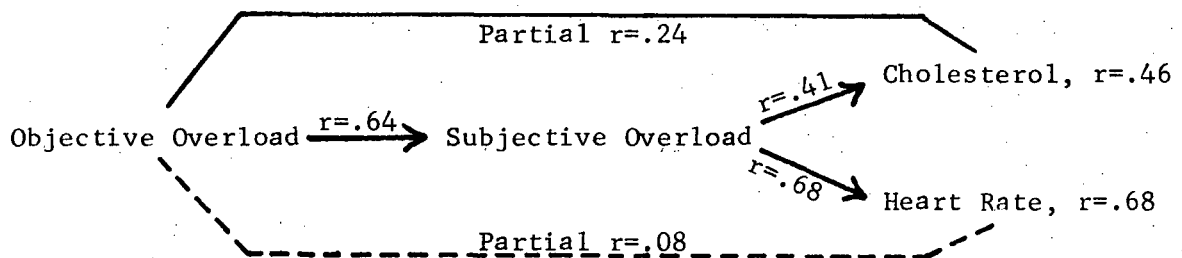 Partial r=.24
Cholesterol, r=.46
r=.41
Objective Overload r=.64 Subjective Overload
r=.68
Heart Rate, r=.68
Partial r=.08